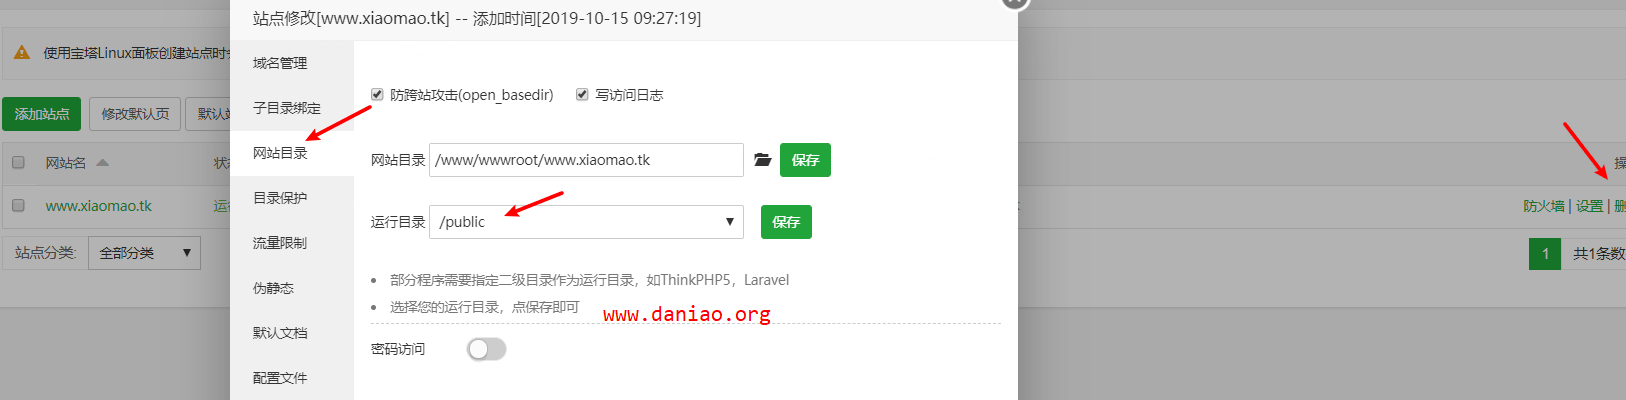 站点修改[www.xiaomao.tk] -- 添加时间[2019-10-15 09:27:19]
使用宝塔Linux面板创建站点时
域名管理
防跨站攻击(open_basedir) 写访问日志
子目录绑定
添加站点 修改默认页 默认
网站目录
网站目录 /www/wwwroot/www.xiaomao.tk 保存
网站名
目录保护
www.xiaomao.tk
防火墙 | 设置 |
运行目录 /public 保存
流量限制
站点分类: 全部分类
1 共1条数
部分程序需要指定二级目录作为运行目录，如ThinkPHP5，Laravel
伪静态
选择您的运行目录，点保存即可
www.daniao.org
默认文档
密码访问
配置文件